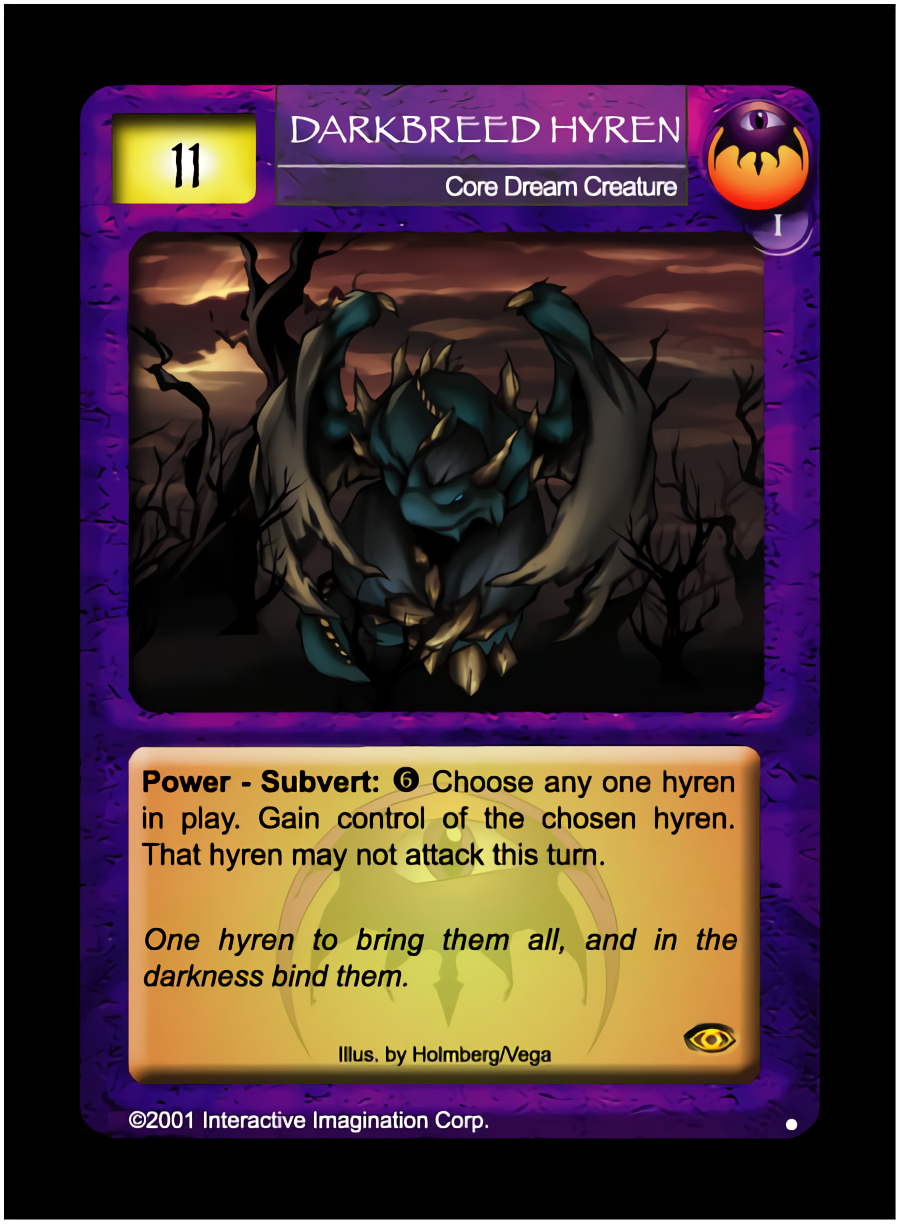 11
DARKBREED HYREN
Core Dream Creature
I
Power - Subvert: ❻ Choose any one hyren
in play. Gain control of the chosen hyren.
That hyren may not attack this turn.
One hyren to bring them all, and in the
darkness bind them.
Illus. by Holmberg/Vega
©2001 Interactive Imagination Corp.